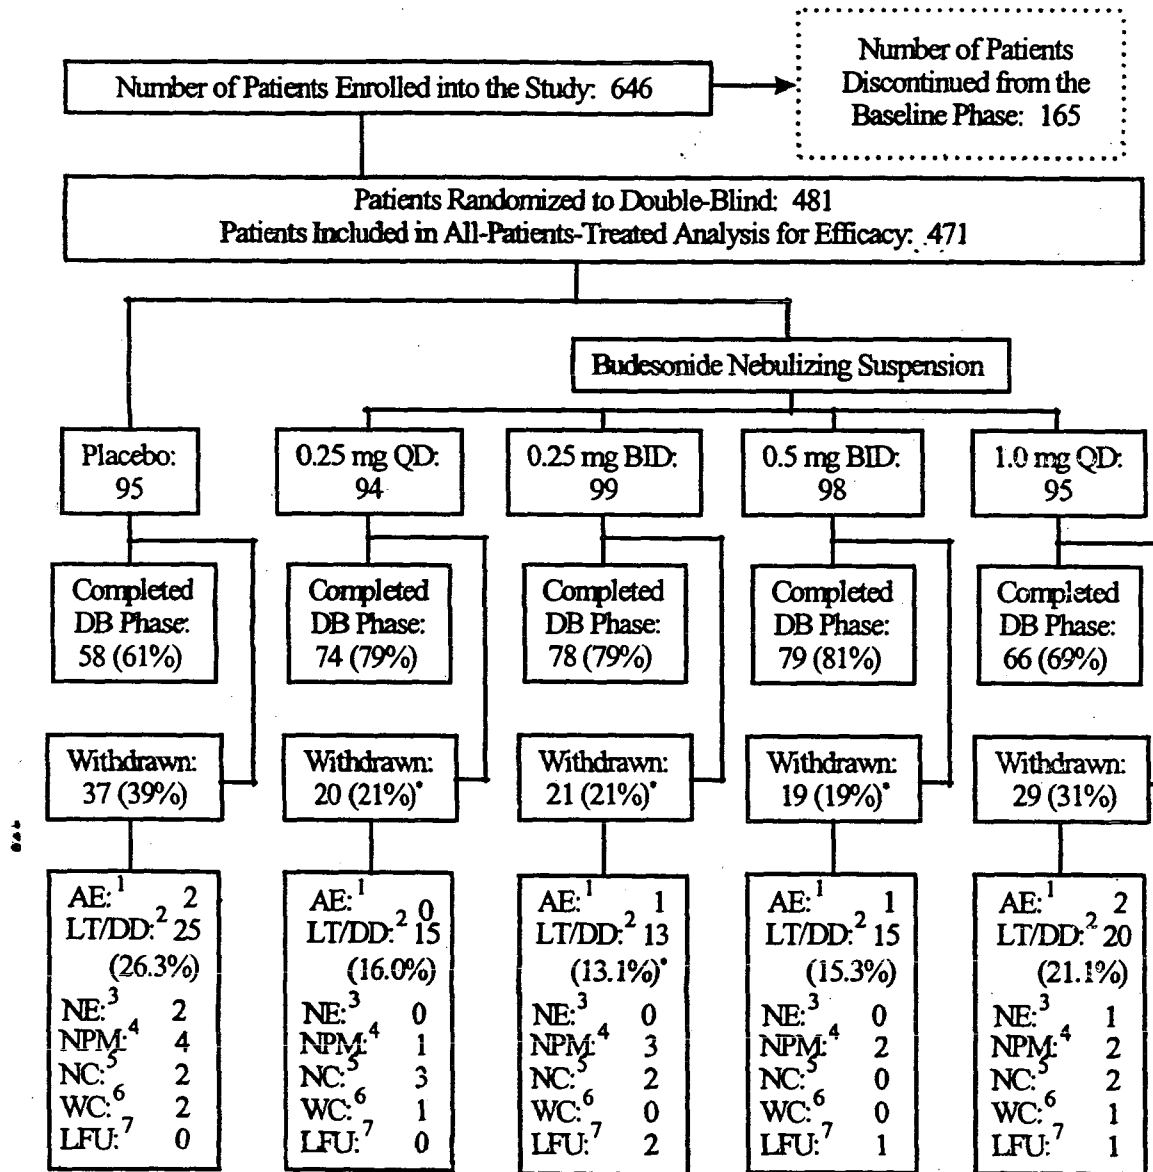 Number of Patients Enrolled into the Study: 646
Number of Patients
Discontinued from the
Baseline Phase: 165
Patients Randomized to Double-Blind: 481
Patients Included in All-Patients-Treated Analysis for Efficacy: 471
Budesonide Nebulizing Suspension
Placebo:
95
0.25 mg QD:
94
0.25 mg BID:
99
0.5 mg BID:
98
1.0 mg QD:
95
Completed
DB Phase:
58 (61%)
Completed
DB Phase:
74 (79%)
Completed
DB Phase:
78 (79%)
Completed
DB Phase:
79 (81%)
Completed
DB Phase:
66 (69%)
Withdrawn:
37 (39%)
Withdrawn:
20 (21%)*
Withdrawn:
21 (21%)*
Withdrawn:
19 (19%)*
Withdrawn:
29 (31%)
AE:1 2
LT/DD:2 25
(26.3%)
NE:3 2
NPM:4 4
NC:5 2
WC:6 2
LFU:7 0
AE:1 0
LT/DD:2 15
(16.0%)
NE:3 0
NPM:4 1
NC:5 3
WC:6 1
LFU:7 0
AE:1 1
LT/DD:2 13
(13.1%)*
NE:3 0
NPM:4 3
NC:5 2
WC:6 0
LFU:7 2
AE:1 1
LT/DD:2 15
(15.3%)
NE:3 0
NPM:4 2
NC:5 0
WC:6 0
LFU:7 1
AE:1 2
LT/DD:2 20
(21.1%)
NE:3 1
NPM:4 2
NC:5 2
WC:6 1
LFU:7 1